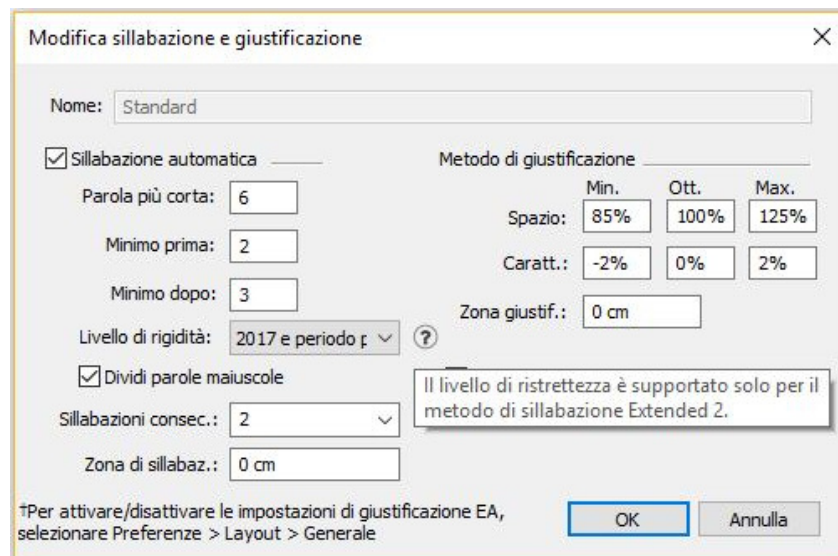 Modifica sillabazione e giustificazione
Nome: Standard
Sillabazione automatica
Parola più corta: 6
Minimo prima: 2
Minimo dopo: 3
Livello di rigidità: 2017 e periodo p
Dividi parole maiuscole
Sillabazioni consec.: 2
Zona di sillabaz.: 0 cm
Metodo di giustificazione
Min. Ott. Max.
Spazio: 85% 100% 125%
Caratt.: -2% 0% 2%
Zona giustif.: 0 cm
?
Il livello di ristrettezza è supportato solo per il
metodo di sillabazione Extended 2.
†Per attivare/disattivare le impostazioni di giustificazione EA,
selezionare Preferenze > Layout > Generale
OK
Annulla